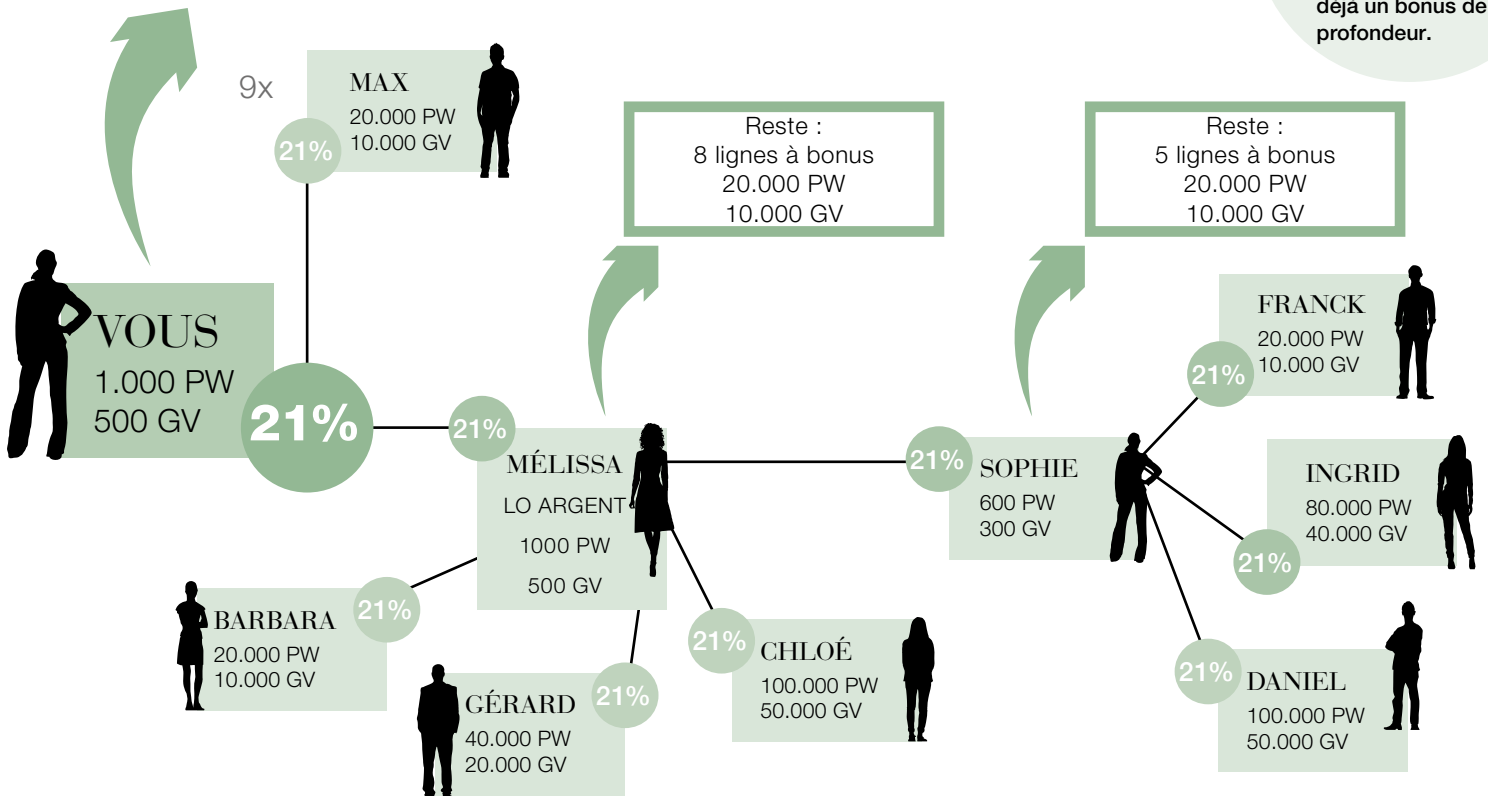 déjà un bonus de
profondeur.
9x
MAX
20.000 PW
10.000 GV
21%
Reste :
8 lignes à bonus
20.000 PW
10.000 GV
Reste :
5 lignes à bonus
20.000 PW
10.000 GV
VOUS
1.000 PW
500 GV
21%
21%
MÉLISSA
LO ARGENT
1000 PW
500 GV
21%
SOPHIE
600 PW
300 GV
FRANCK
20.000 PW
10.000 GV
21%
INGRID
80.000 PW
40.000 GV
21%
BARBARA
20.000 PW
10.000 GV
21%
GÉRARD
40.000 PW
20.000 GV
21%
21%
CHLOÉ
100.000 PW
50.000 GV
21%
DANIEL
100.000 PW
50.000 GV